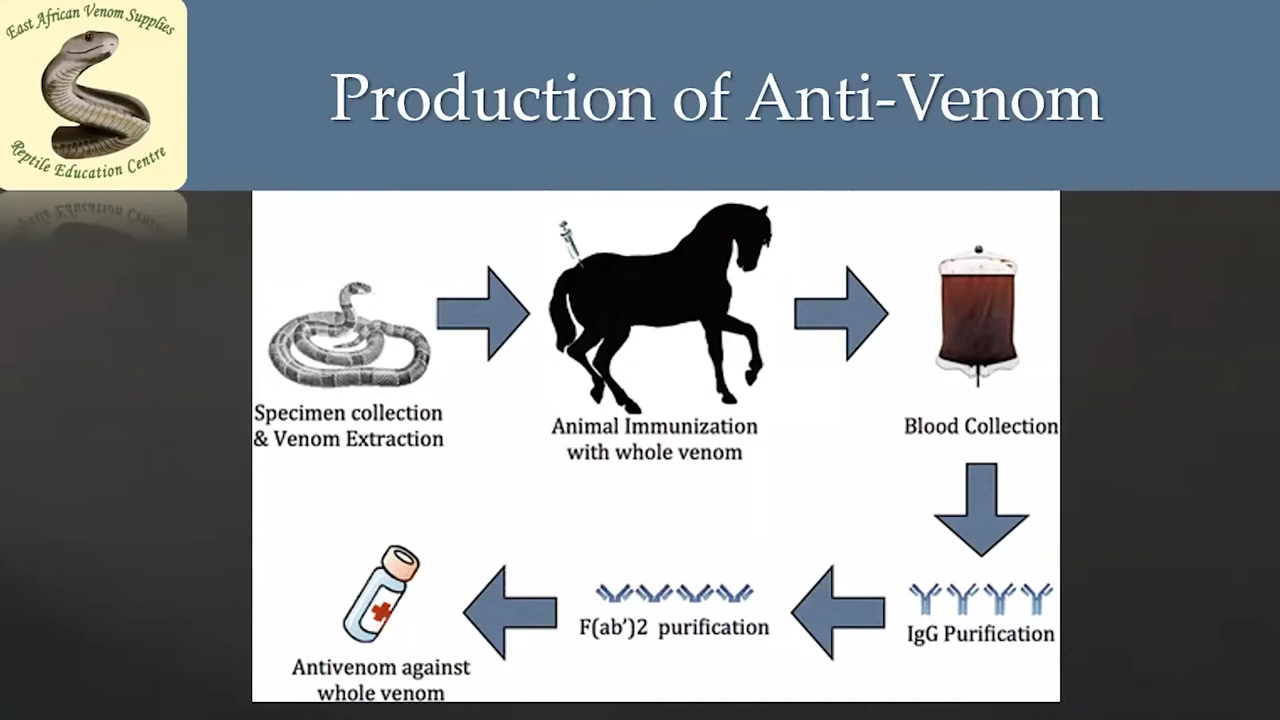 East African Venom Supplies
Reptile Education Centre
Production of Anti-Venom
Specimen collection
& Venom Extraction
Animal Immunization
with whole venom
Blood Collection
IgG Purification
F(ab’)2 purification
Antivenom against
whole venom